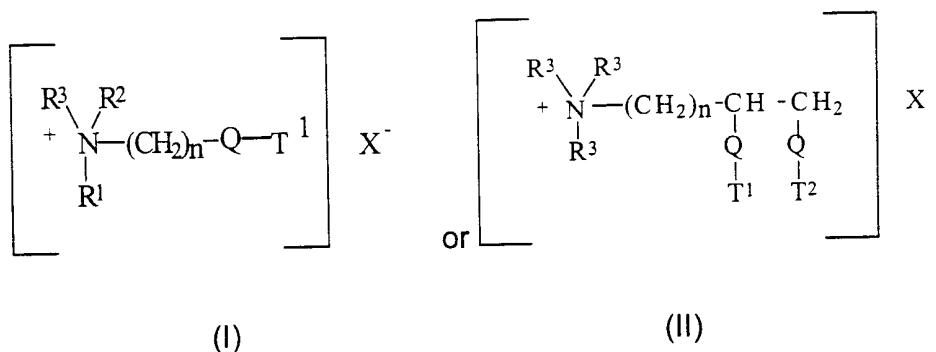 R³ R² + N—(CH₂)n–Q—T¹ R¹ X⁻
or
R³ R³ + N—(CH₂)n–CH -CH₂ R³ Q Q T¹ T² X
(I) (II)